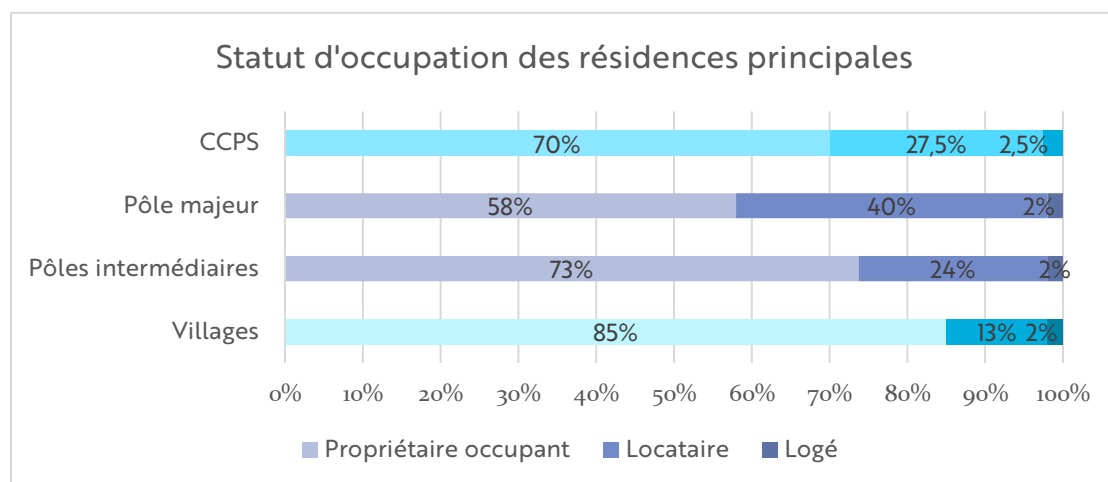 Statut d'occupation des résidences principales
CCPS 70% 27,5% 2,5%
Pôle majeur 58% 40% 2%
Pôles intermédiaires 73% 24% 2%
Villages 85% 13% 2%
0% 10% 20% 30% 40% 50% 60% 70% 80% 90% 100%
Propriétaire occupant Locataire Logé